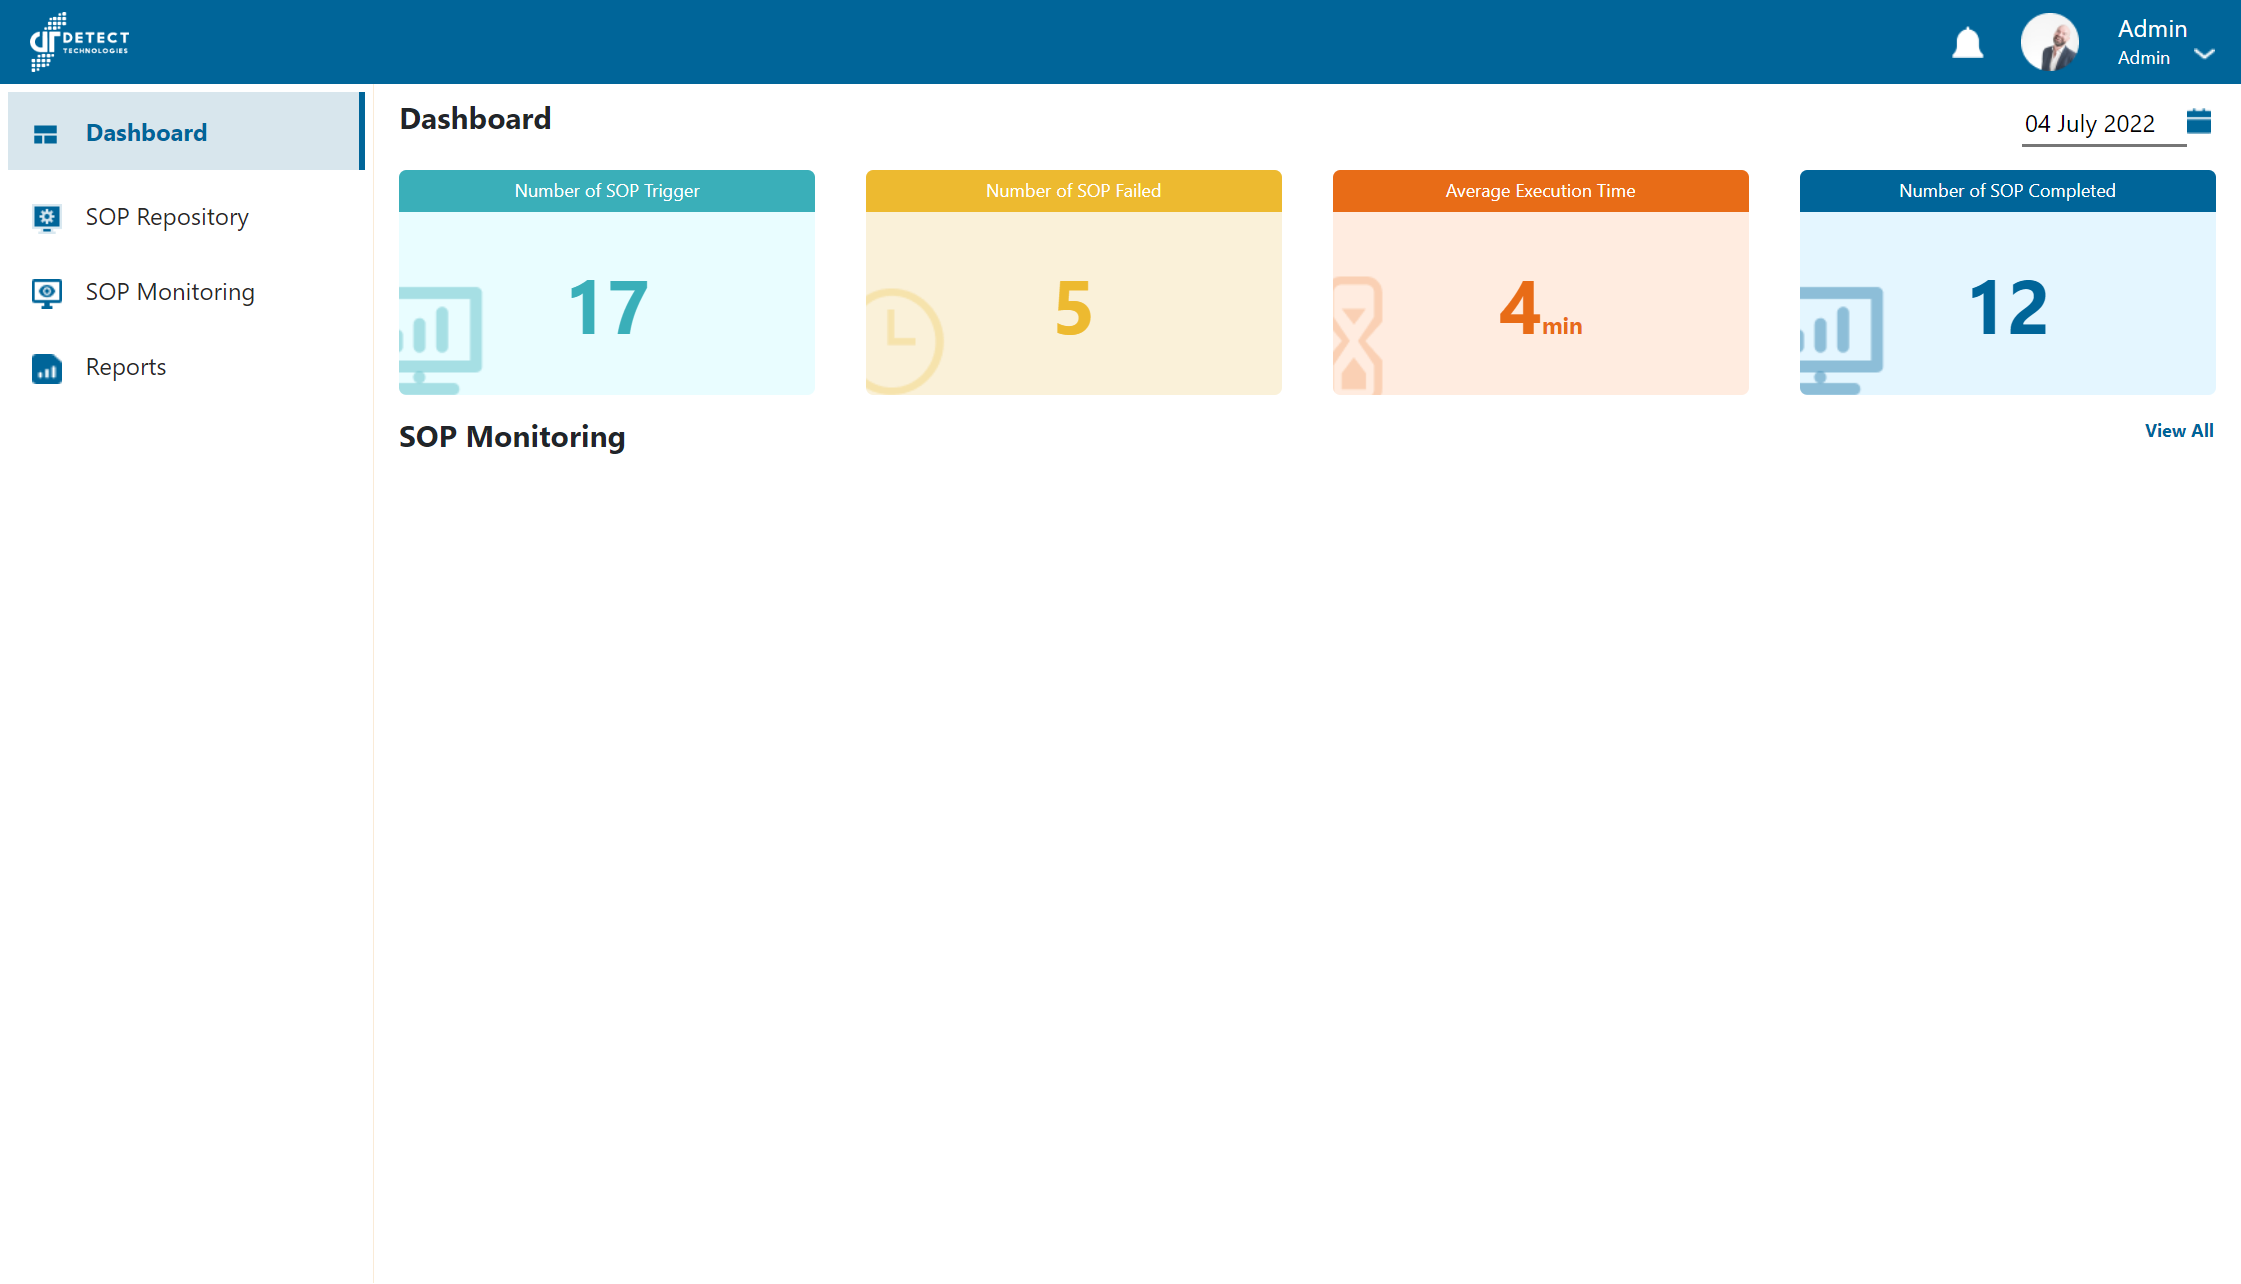 DETECT
TECHNOLOGIES
Admin
Admin
Dashboard
SOP Repository
SOP Monitoring
Reports
Dashboard
04 July 2022
Number of SOP Trigger
17
Number of SOP Failed
5
Average Execution Time
4min
Number of SOP Completed
12
SOP Monitoring
View All